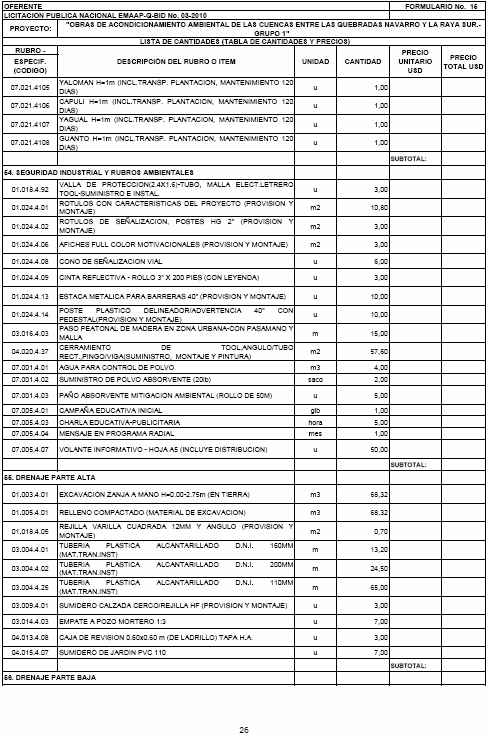 OFERENTE FORMULARIO No. 16
LICITACION PUBLICA NACIONAL EMAAP-Q-BID No. 03-2010
PROYECTO: "OBRAS DE ACONDICIONAMIENTO AMBIENTAL DE LAS CUENCAS ENTRE LAS QUEBRADAS NAVARRO Y LA RAYA SUR.-
GRUPO 1"
LISTA DE CANTIDADES (TABLA DE CANTIDADES Y PRECIOS)
RUBRO -
ESPECIF.
(CODIGO)
DESCRIPCIÓN DEL RUBRO O ITEM
UNIDAD
CANTIDAD
PRECIO
UNITARIO
USD
PRECIO
TOTAL USD
07.021.4105 YALOMAN H=1m (INCL.TRANSP. PLANTACION, MANTENIMIENTO 120
DIAS) u 1,00
07.021.4106 CAPULI H=1m (INCL.TRANSP. PLANTACION, MANTENIMIENTO 120
DIAS) u 1,00
07.021.4107 YAGUAL H=1m (INCL.TRANSP. PLANTACION, MANTENIMIENTO 120
DIAS) u 1,00
07.021.4108 GUANTO H=1m (INCL.TRANSP. PLANTACION, MANTENIMIENTO 120
DIAS) u 1,00
SUBTOTAL:
54. SEGURIDAD INDUSTRIAL Y RUBROS AMBIENTALES
01.018.4.92 VALLA DE PROTECCION(2.4X1.6)-TUBO, MALLA ELECT.LETRERO
TOOL-SUMINISTRO E INSTAL. u 3,00
01.024.4.01 ROTULOS CON CARACTERISTICAS DEL PROYECTO (PROVISION Y
MONTAJE) m2 10,80
01.024.4.02 ROTULOS DE SEÑALIZACION, POSTES HG 2" (PROVISION Y
MONTAJE) m2 3,00
01.024.4.06 AFICHES FULL COLOR MOTIVACIONALES (PROVISION Y MONTAJE) m2 3,00
01.024.4.08 CONO DE SEÑALIZACION VIAL u 6,00
01.024.4.09 CINTA REFLECTIVA - ROLLO 3" X 200 PIES (CON LEYENDA) u 3,00
01.024.4.13 ESTACA METALICA PARA BARRERAS 40" (PROVISION Y MONTAJE) u 10,00
01.024.4.14 POSTE PLASTICO DELINEADOR/ADVERTENCIA 40" CON
PEDESTAL(PROVISION Y MONTAJE) u 10,00
03.016.4.03 PASO PEATONAL DE MADERA EN ZONA URBANA-CON PASAMANO Y
MALLA m 15,00
04.020.4.37 CERRAMIENTO DE TOOL,ANGULO/TUBO
RECT.,PINGO/VIGA(SUMINISTRO, MONTAJE Y PINTURA) m2 57,60
07.001.4.01 AGUA PARA CONTROL DE POLVO m3 4,00
07.001.4.02 SUMINISTRO DE POLVO ABSORVENTE (20lb) saco 2,00
07.001.4.03 PAÑO ABSORVENTE MITIGACION AMBIENTAL (ROLLO DE 50M) u 5,00
07.005.4.01 CAMPAÑA EDUCATIVA INICIAL glb 1,00
07.005.4.03 CHARLA EDUCATIVA-PUBLICITARIA hora 5,00
07.005.4.04 MENSAJE EN PROGRAMA RADIAL mes 1,00
07.005.4.07 VOLANTE INFORMATIVO - HOJA A5 (INCLUYE DISTRIBUCION) u 50,00
SUBTOTAL:
55. DRENAJE PARTE ALTA
01.003.4.01 EXCAVACION ZANJA A MANO H=0.00-2.75m (EN TIERRA) m3 68,32
01.005.4.01 RELLENO COMPACTADO (MATERIAL DE EXCAVACION) m3 68,32
01.018.4.05 REJILLA VARILLA CUADRADA 12MM Y ANGULO (PROVISION Y
MONTAJE) m2 0,70
03.004.4.01 TUBERIA PLASTICA ALCANTARILLADO D.N.I. 160MM
(MAT.TRAN.INST) m 13,20
03.004.4.02 TUBERIA PLASTICA ALCANTARILLADO D.N.I. 200MM
(MAT.TRAN.INST) m 24,50
03.004.4.25 TUBERIA PLASTICA ALCANTARILLADO D.N.I. 110MM
(MAT.TRAN.INST) m 65,00
03.009.4.01 SUMIDERO CALZADA CERCO/REJILLA HF (PROVISION Y MONTAJE) u 3,00
03.014.4.03 EMPATE A POZO MORTERO 1:3 u 7,00
04.013.4.08 CAJA DE REVISION 0.60x0.60 m (DE LADRILLO) TAPA H.A. u 3,00
04.015.4.07 SUMIDERO DE JARDIN PVC 110 u 7,00
SUBTOTAL:
56. DRENAJE PARTE BAJA
26